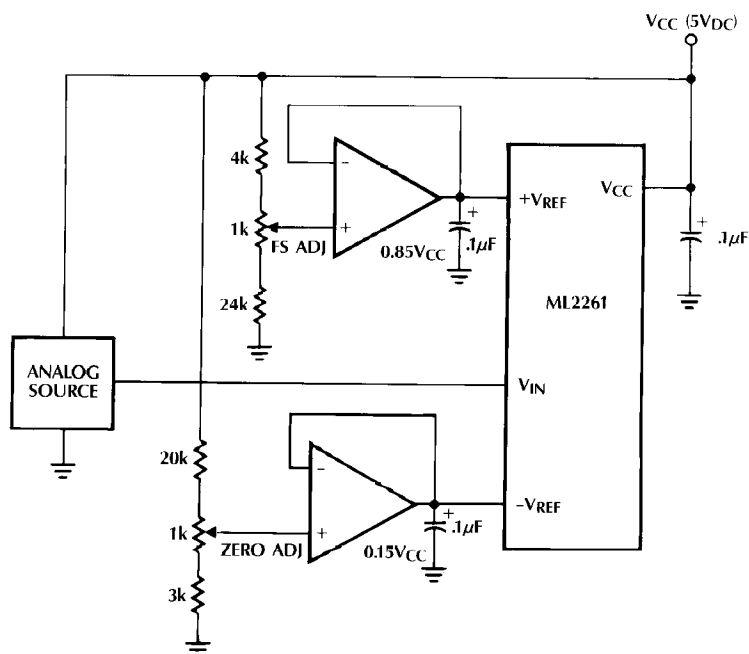 VCC (5VDC)
4k
1k
FS ADJ
24k
-
+
0.85VCC
+
.1µF
+VREF
VCC
ML2261
+
.1µF
ANALOG
SOURCE
VIN
20k
1k
ZERO ADJ
3k
-
+
0.15VCC
+
.1µF
–VREF